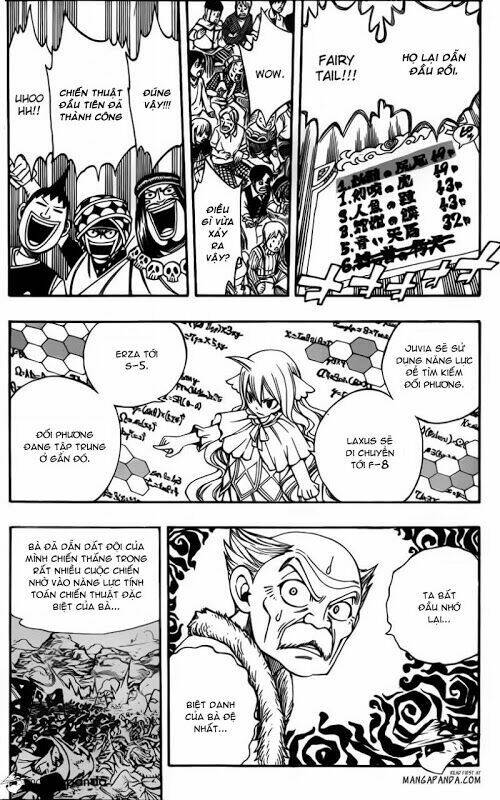 HỌ LẠI DẪN
ĐẦU RỒI.
FAIRY
TAIL!!!
WOW.
ĐIỀU
GÌ VỪA
XẢY
RA
VẬY?
ĐÚNG
VẬY!!!
CHIẾN THUẬT
ĐẦU TIÊN ĐÃ
THÀNH CÔNG
UHOO
HH!!
49P
43P
43P
32P
JUVIA SẼ SỬ
DỤNG NĂNG LỰC
ĐỂ TÌM KIẾM
ĐỐI PHƯƠNG.
LAXUS SẼ
DI CHUYỂN
TỚI F-8
ERZA TỚI
S-5.
ĐỐI PHƯƠNG
ĐANG TẬP TRUNG
Ở GẦN ĐÓ.
TA BẮT
ĐẦU NHỚ
LẠI...
BIỆT DANH
CỦA BÀ ĐỆ
NHẤT...
BÀ ĐÃ DẪN DẮT ĐỘI CỦA
MÌNH CHIẾN THẮNG TRONG
RẤT NHIỀU CUỘC CHIẾN
NHỜ VÀO NĂNG LỰC TÍNH
TOÁN CHIẾN THUẬT ĐẶC
BIỆT CỦA BÀ...
READ FIRST AT
MANGAPANDA.COM